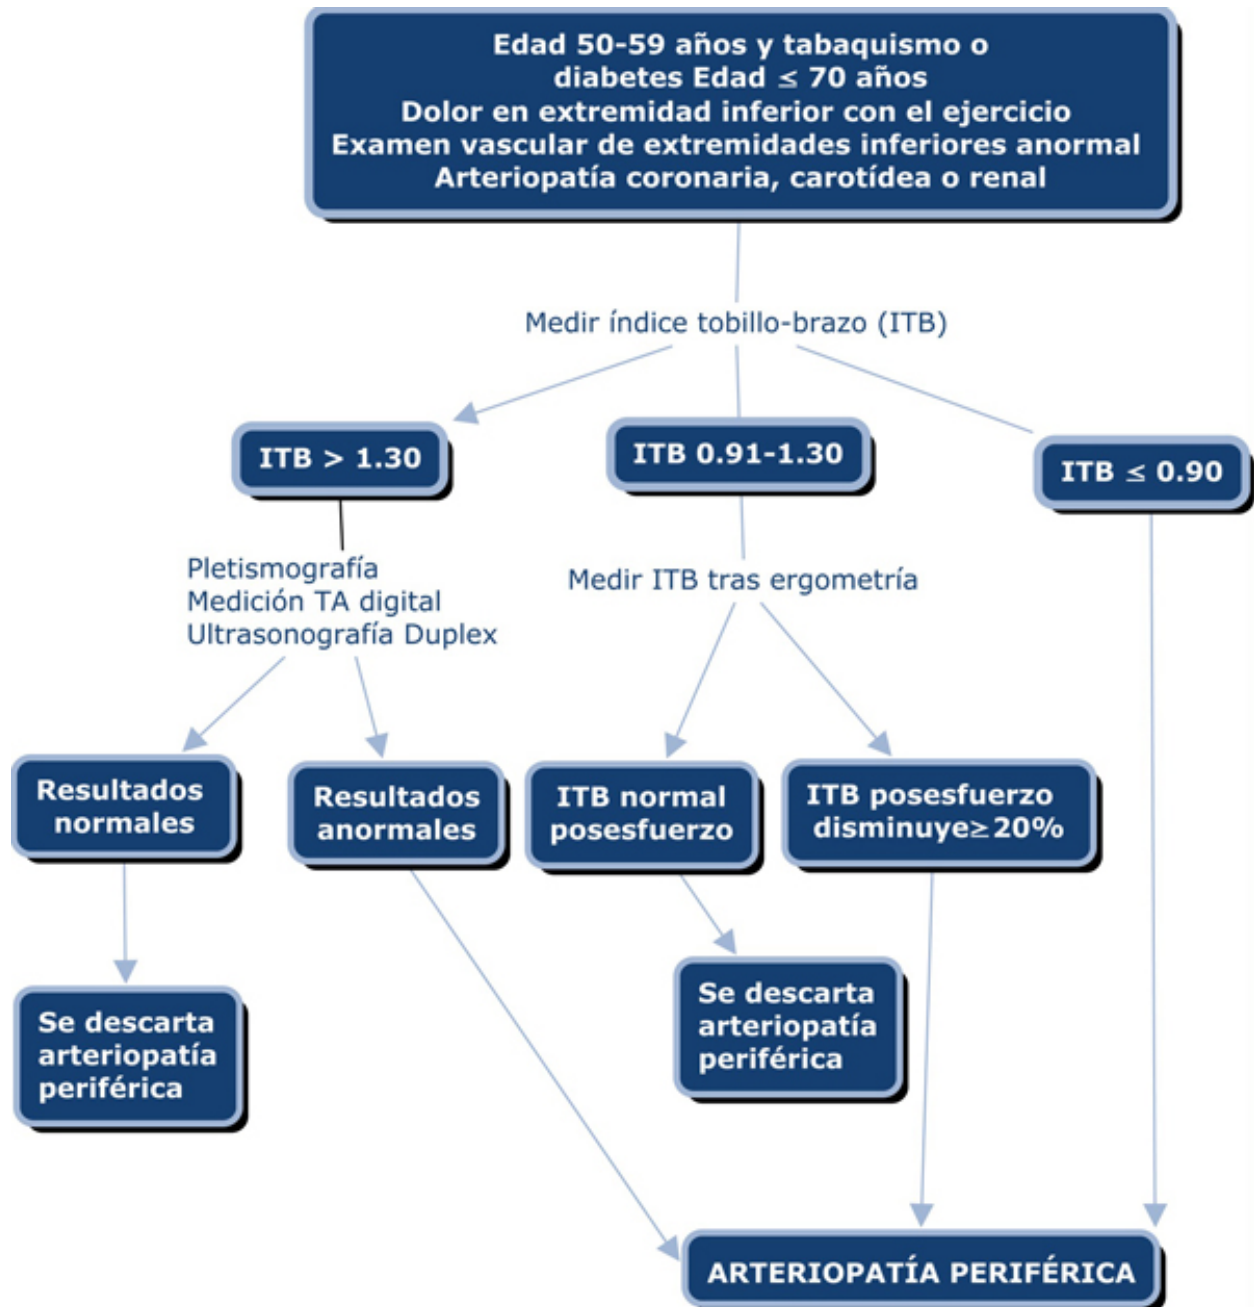 Edad 50-59 años y tabaquismo o
diabetes Edad ≤ 70 años
Dolor en extremidad inferior con el ejercicio
Examen vascular de extremidades inferiores anormal
Arteriopatía coronaria, carotídea o renal
Medir índice tobillo-brazo (ITB)
ITB > 1.30
ITB 0.91-1.30
ITB ≤ 0.90
Pletismografía
Medición TA digital
Ultrasonografía Duplex
Medir ITB tras ergometría
Resultados
normales
Resultados
anormales
ITB normal
posesfuerzo
ITB posesfuerzo
disminuye≥20%
Se descarta
arteriopatía
periférica
Se descarta
arteriopatía
periférica
ARTERIOPATÍA PERIFÉRICA